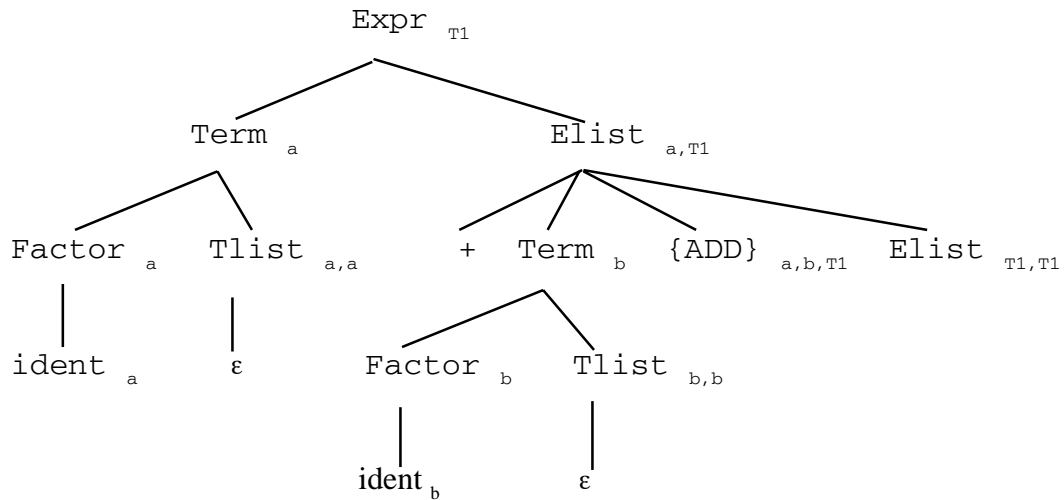 Expr T1
Term a Elist a,T1
Factor a Tlist a,a + Term b {ADD} a,b,T1 Elist T1,T1
ident a ε Factor b Tlist b,b
ident b ε